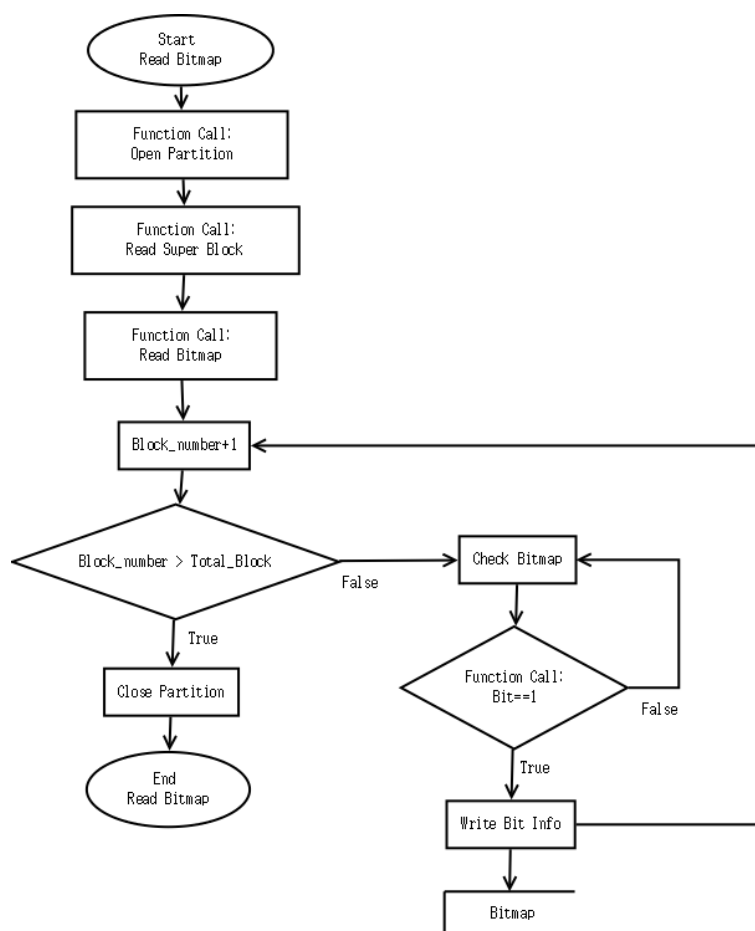 Start
Read Bitmap
Function Call:
Open Partition
Function Call:
Read Super Block
Function Call:
Read Bitmap
Block_number+1
Block_number > Total_Block
False
True
Close Partition
End
Read Bitmap
Check Bitmap
Function Call:
Bit==1
False
True
Write Bit Info
Bitmap